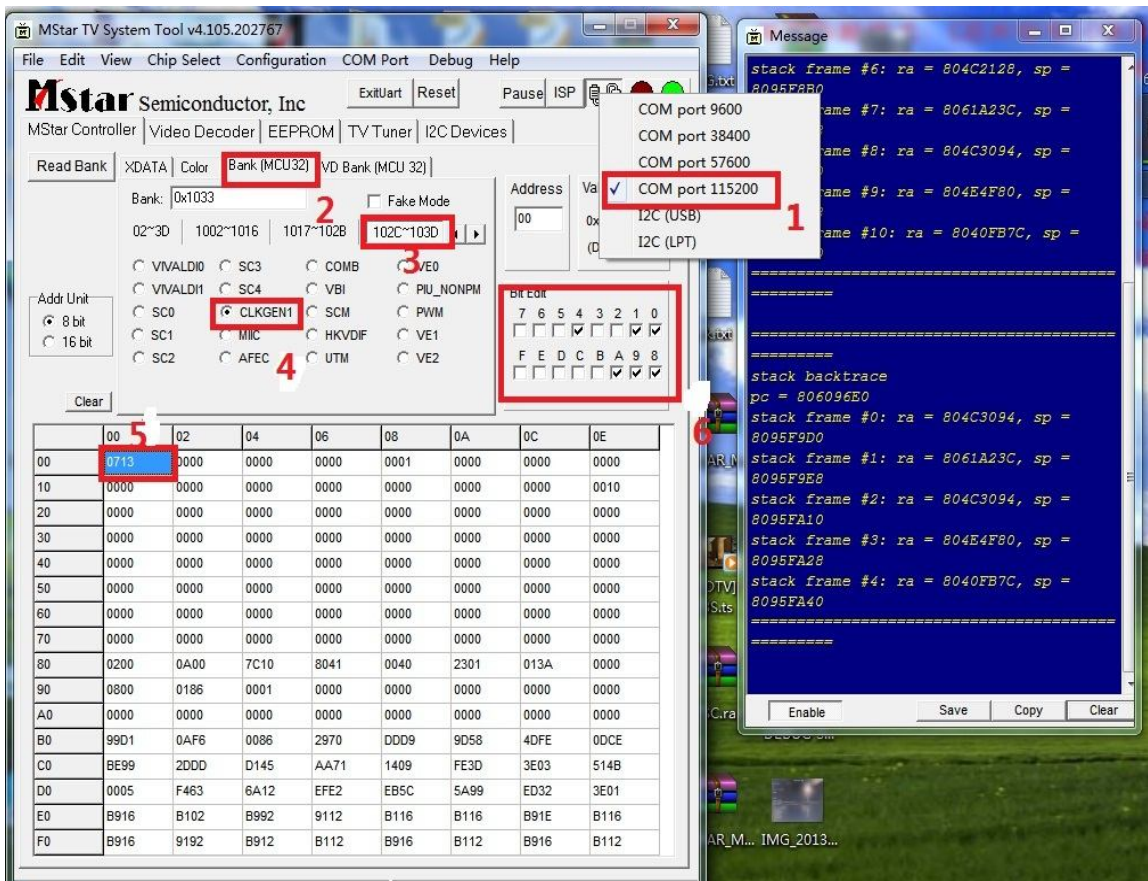 MStar TV System Tool v4.105.202767
File Edit View Chip Select Configuration COM Port Debug Help
Mstar Semiconductor, Inc
ExitUart Reset Pause ISP
MStar Controller Video Decoder EEPROM TV Tuner I2C Devices
Read Bank XDATA Color Bank (MCU32) VD Bank (MCU 32)
2
Bank: 0x1033 Fake Mode
02~3D 1002~1016 1017~102B 102C~103D
3
VIVALDI0 SC3 COMB VE0
VIVALDI1 SC4 VBI PIU_NONPM
SC0 CLKGEN1 SCM PWM
SC1 MIIC HKVDIF VE1
SC2 AFEC UTM VE2
4
Addr Unit
8 bit
16 bit
Clear
Address
00
COM port 9600
COM port 38400
COM port 57600
COM port 115200
I2C (USB)
I2C (LPT)
1
Bit Edit
7 6 5 4 3 2 1 0
F E D C B A 9 8
6
5
00 02 04 06 08 0A 0C 0E
00 0713 0000 0000 0000 0001 0000 0000 0000
10 0000 0000 0000 0000 0000 0000 0000 0010
20 0000 0000 0000 0000 0000 0000 0000 0000
30 0000 0000 0000 0000 0000 0000 0000 0000
40 0000 0000 0000 0000 0000 0000 0000 0000
50 0000 0000 0000 0000 0000 0000 0000 0000
60 0000 0000 0000 0000 0000 0000 0000 0000
70 0000 0000 0000 0000 0000 0000 0000 0000
80 0200 0A00 7C10 8041 0040 2301 013A 0000
90 0800 0186 0001 0000 0000 0000 0000 0000
A0 0000 0000 0000 0000 0000 0000 0000 0000
B0 99D1 0AF6 0086 2970 DDD9 9D58 4DFE 0DCE
C0 BE99 2DDD D145 AA71 1409 FE3D 3E03 514B
D0 0005 F463 6A12 EFE2 EB5C 5A99 ED32 3E01
E0 B916 B102 B992 9112 B116 B116 B91E B116
F0 B916 9192 B912 B112 B916 B112 B916 B112
Message
stack frame #6: ra = 804C2128, sp =
8095F8B0
frame #7: ra = 8061A23C, sp =
frame #8: ra = 804C3094, sp =
frame #9: ra = 804E4F80, sp =
frame #10: ra = 8040FB7C, sp =
========================================
=========
========================================
=========
stack backtrace
pc = 806096E0
stack frame #0: ra = 804C3094, sp =
8095F9D0
stack frame #1: ra = 8061A23C, sp =
8095F9E8
stack frame #2: ra = 804C3094, sp =
8095FA10
stack frame #3: ra = 804E4F80, sp =
8095FA28
stack frame #4: ra = 8040FB7C, sp =
8095FA40
========================================
=========
Enable Save Copy Clear
IMG_2013...